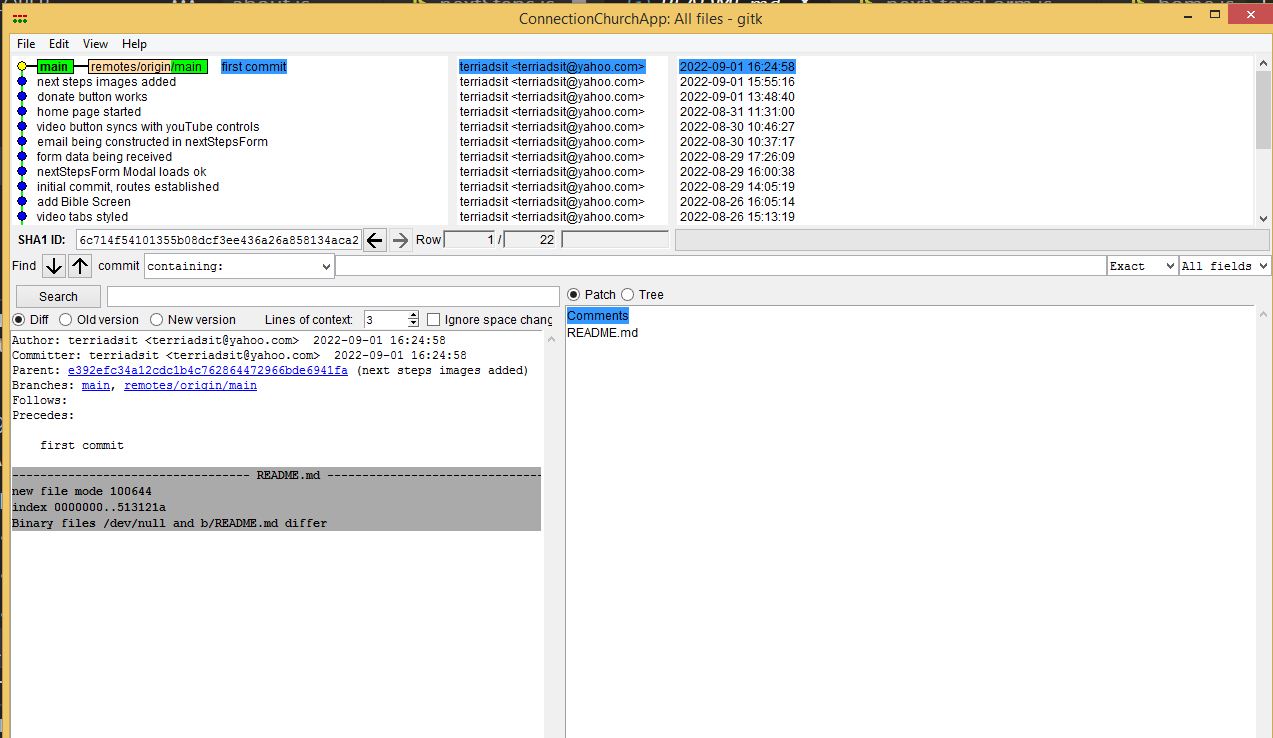 ConnectionChurchApp: All files - gitk
File Edit View Help
main remotes/origin/main first commit terriadsit <terriadsit@yahoo.com> 2022-09-01 16:24:58
next steps images added terriadsit <terriadsit@yahoo.com> 2022-09-01 15:55:16
donate button works terriadsit <terriadsit@yahoo.com> 2022-09-01 13:48:40
home page started terriadsit <terriadsit@yahoo.com> 2022-08-31 11:31:00
video button syncs with youTube controls terriadsit <terriadsit@yahoo.com> 2022-08-30 10:46:27
email being constructed in nextStepsForm terriadsit <terriadsit@yahoo.com> 2022-08-30 10:37:17
form data being received terriadsit <terriadsit@yahoo.com> 2022-08-29 17:26:09
nextStepsForm Modal loads ok terriadsit <terriadsit@yahoo.com> 2022-08-29 16:00:38
initial commit, routes established terriadsit <terriadsit@yahoo.com> 2022-08-29 14:05:19
add Bible Screen terriadsit <terriadsit@yahoo.com> 2022-08-26 16:05:14
video tabs styled terriadsit <terriadsit@yahoo.com> 2022-08-26 15:13:19
SHA1 ID: 6c714f54101355b08dcf3ee436a26a858134aca2 Row 1 / 22
Find commit containing: Exact All fields
Search Patch Tree
Diff Old version New version Lines of context: 3 Ignore space chang
Comments
README.md
Author: terriadsit <terriadsit@yahoo.com> 2022-09-01 16:24:58
Committer: terriadsit <terriadsit@yahoo.com> 2022-09-01 16:24:58
Parent: e392efc34a12cdc1b4c762864472966bde6941fa (next steps images added)
Branches: main, remotes/origin/main
Follows:
Precedes:
first commit
---------------------------------- README.md -------------------------------
new file mode 100644
index 0000000..513121a
Binary files /dev/null and b/README.md differ